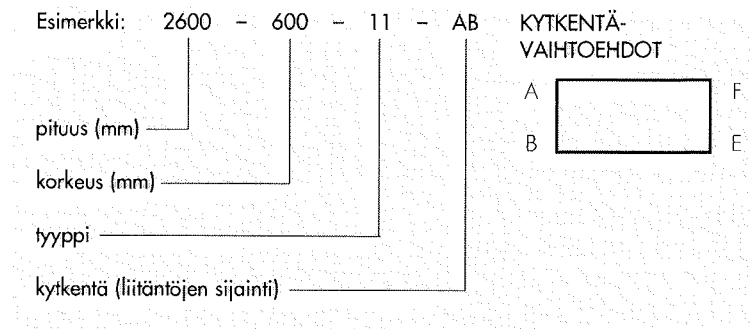 Esimerkki: 2600 – 600 – 11 – AB
pituus (mm)
korkeus (mm)
tyyppi
kytkentä (liitäntöjen sijainti)
KYTKENTÄ-
VAIHTOEHDOT
A F
B E